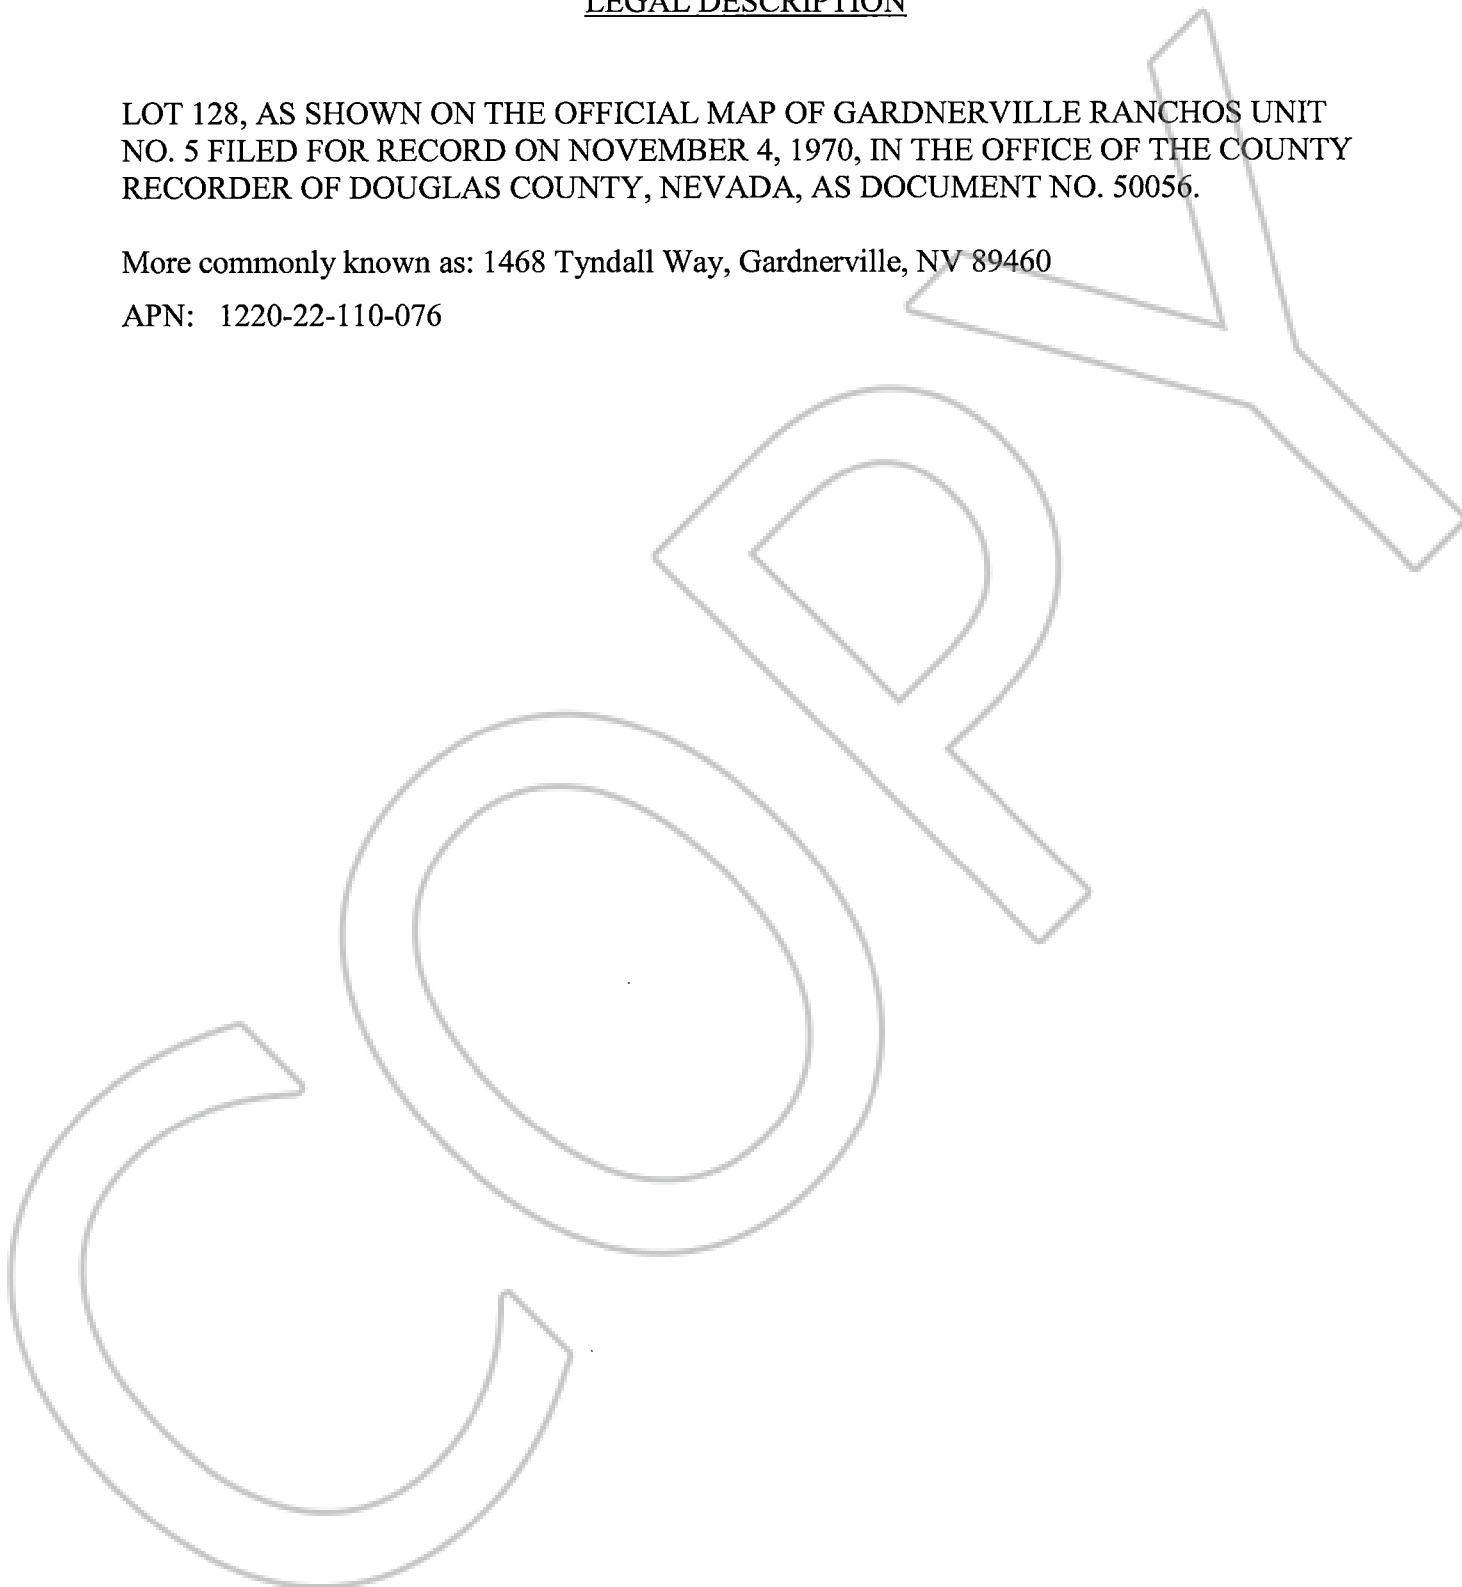 LEGAL DESCRIPTION
LOT 128, AS SHOWN ON THE OFFICIAL MAP OF GARDNERVILLE RANCHOS UNIT
NO. 5 FILED FOR RECORD ON NOVEMBER 4, 1970, IN THE OFFICE OF THE COUNTY
RECORDER OF DOUGLAS COUNTY, NEVADA, AS DOCUMENT NO. 50056.
More commonly known as: 1468 Tyndall Way, Gardnerville, NV 89460
APN: 1220-22-110-076
COPY